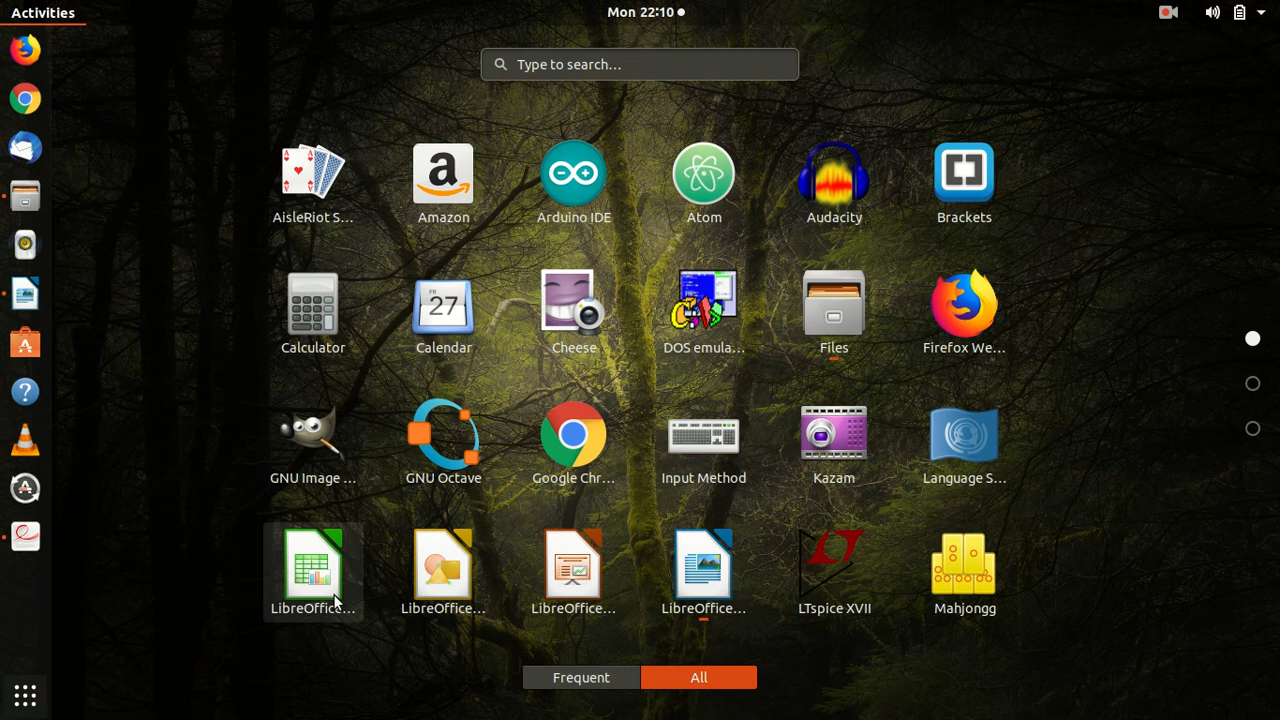 Activities
Mon 22:10
Type to search...
AisleRiot S...
Amazon
Arduino IDE
Atom
Audacity
Brackets
FR
27
Calculator
Calendar
Cheese
DOS emula...
Files
Firefox We...
GNU Image ...
GNU Octave
Google Chr...
Input Method
Kazam
Language S...
LibreOffice...
LibreOffice...
LibreOffice...
LibreOffice...
LTspice XVII
Mahjongg
Frequent
All